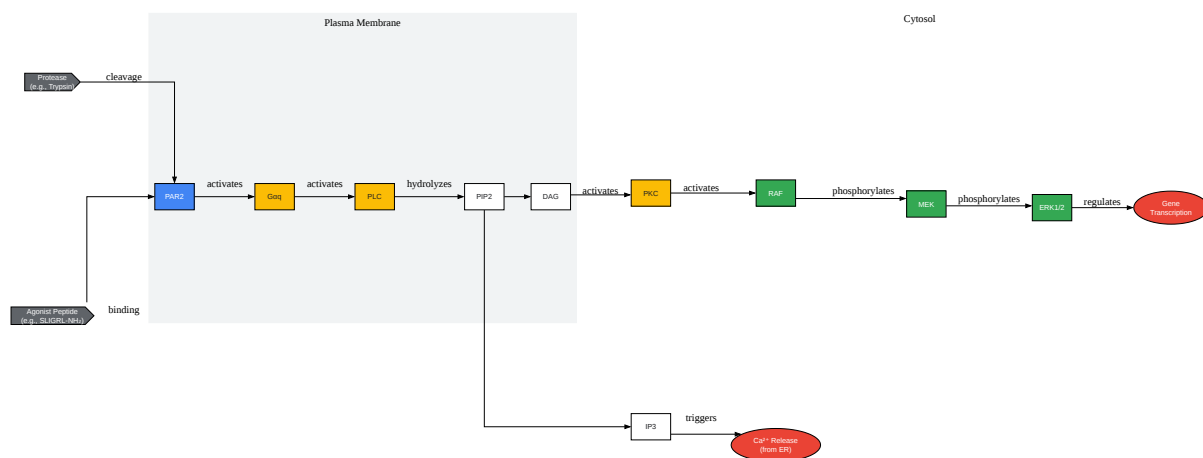 Plasma Membrane
Cytosol
Protease
(e.g., Trypsin)
cleavage
PAR2
activates
Gαq
activates
PLC
hydrolyzes
PIP2
DAG
activates
PKC
activates
RAF
phosphorylates
MEK
phosphorylates
ERK1/2
regulates
Gene
Transcription
Agonist Peptide
(e.g., SLIGRL-NH₂)
binding
IP3
triggers
Ca²⁺ Release
(from ER)